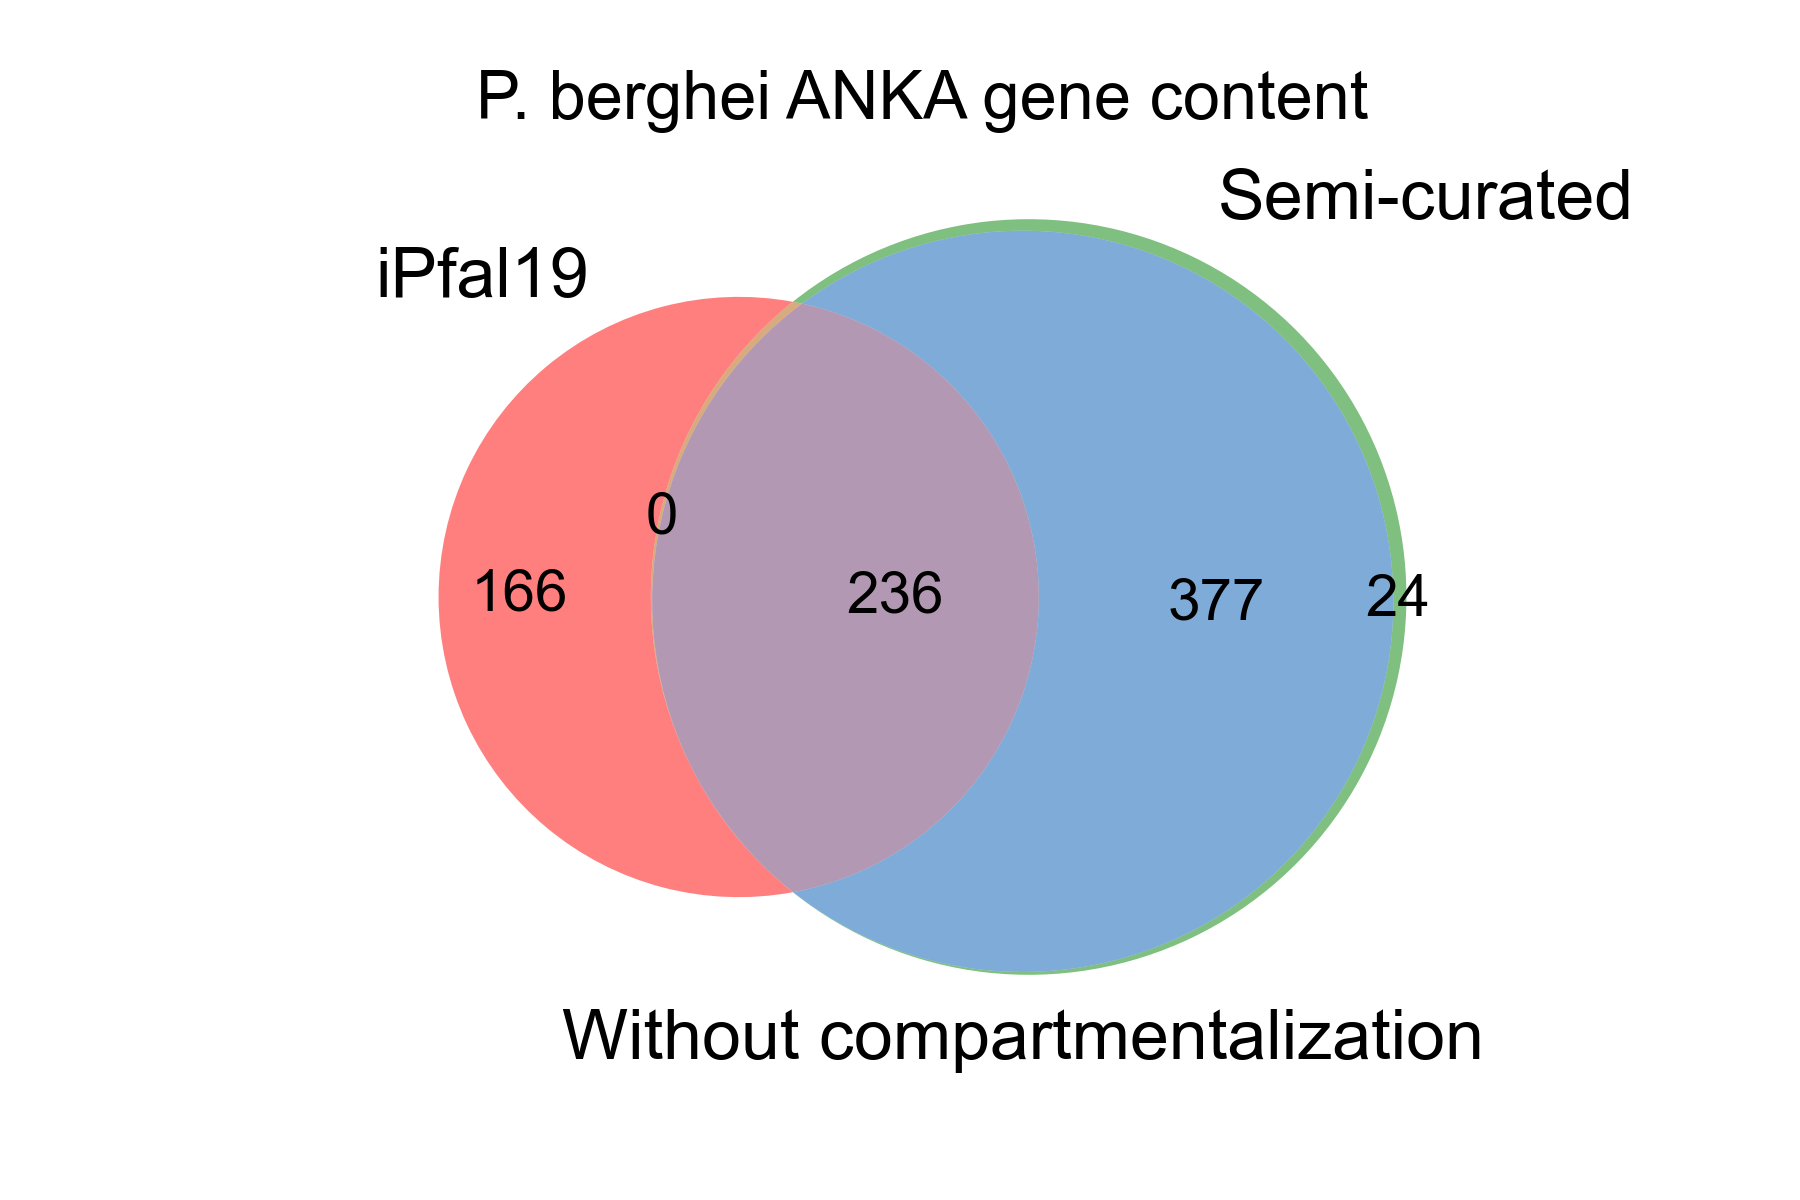 P. berghei ANKA gene content
Semi-curated
iPfal19
0
166
236
377
24
Without compartmentalization